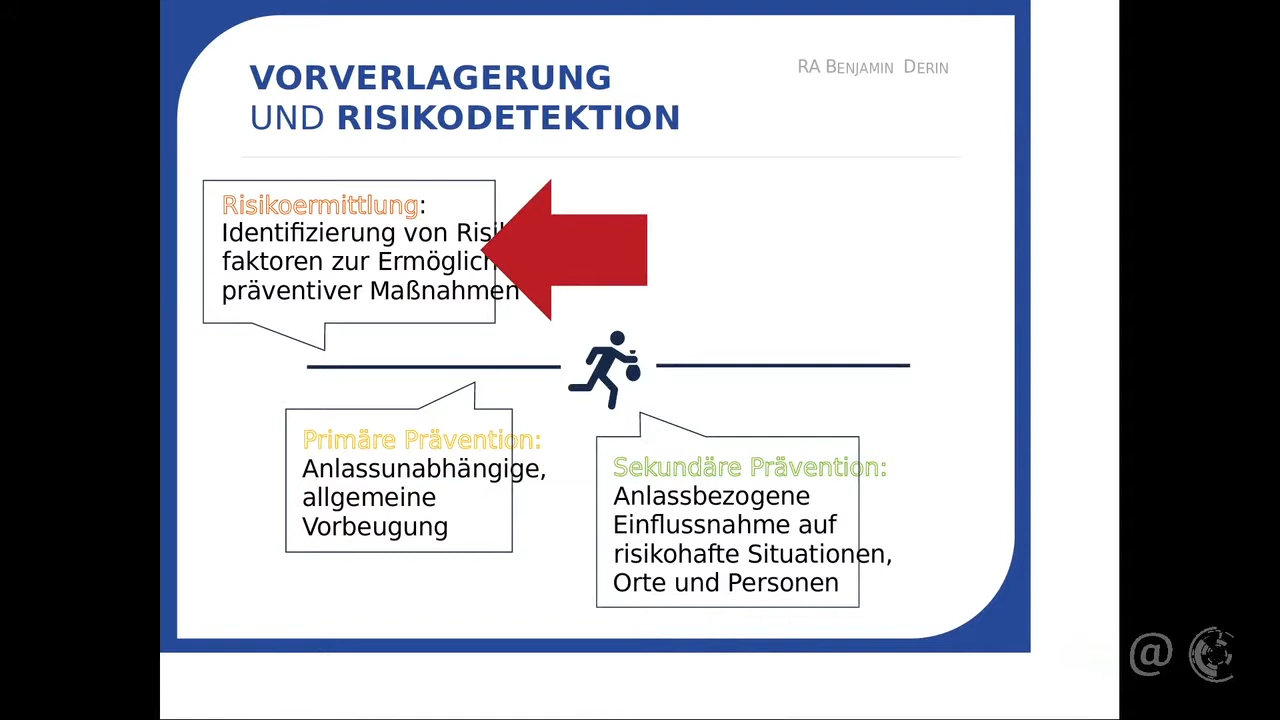 VORVERLAGERUNG
UND RISIKODETEKTION
RA BENJAMIN DERIN
Risikoermittlung:
Identifizierung von Risi
faktoren zur Ermöglich
präventiver Maßnahmen
Primäre Prävention:
Anlassunabhängige,
allgemeine
Vorbeugung
Sekundäre Prävention:
Anlassbezogene
Einflussnahme auf
risikohafte Situationen,
Orte und Personen
@